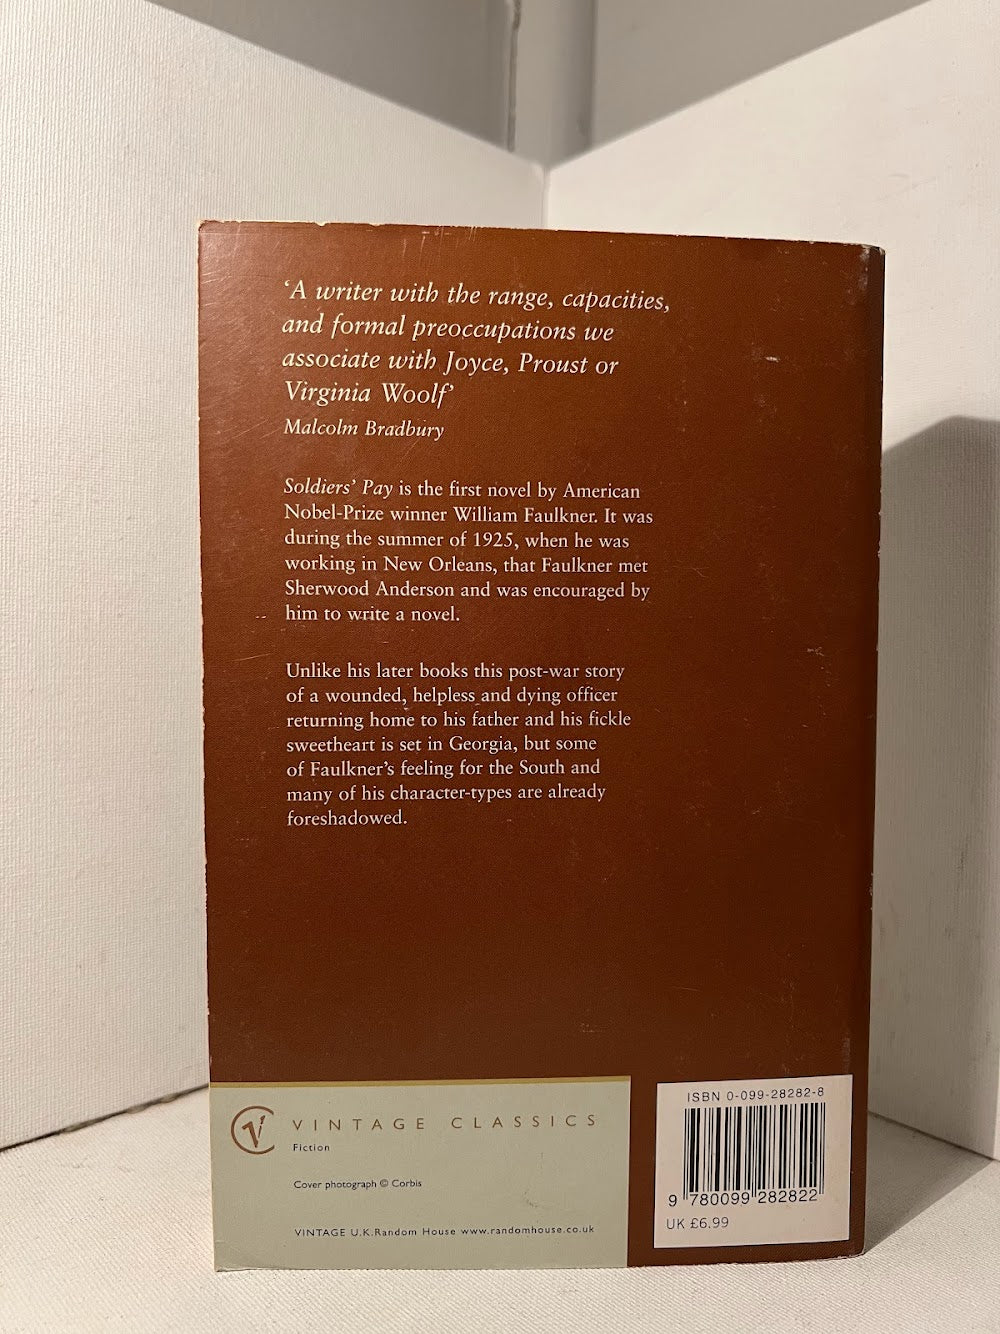 ‘A writer with the range, capacities,
and formal preoccupations we
associate with Joyce, Proust or
Virginia Woolf’
Malcolm Bradbury
Soldiers’ Pay is the first novel by American
Nobel-Prize winner William Faulkner. It was
during the summer of 1925, when he was
working in New Orleans, that Faulkner met
Sherwood Anderson and was encouraged by
him to write a novel.
Unlike his later books this post-war story
of a wounded, helpless and dying officer
returning home to his father and his fickle
sweetheart is set in Georgia, but some
of Faulkner’s feeling for the South and
many of his character-types are already
foreshadowed.
VINTAGE CLASSICS
Fiction
Cover photograph © Corbis
VINTAGE U.K. Random House www.randomhouse.co.uk
ISBN 0-099-28282-8
9 780099 282822
UK £6.99